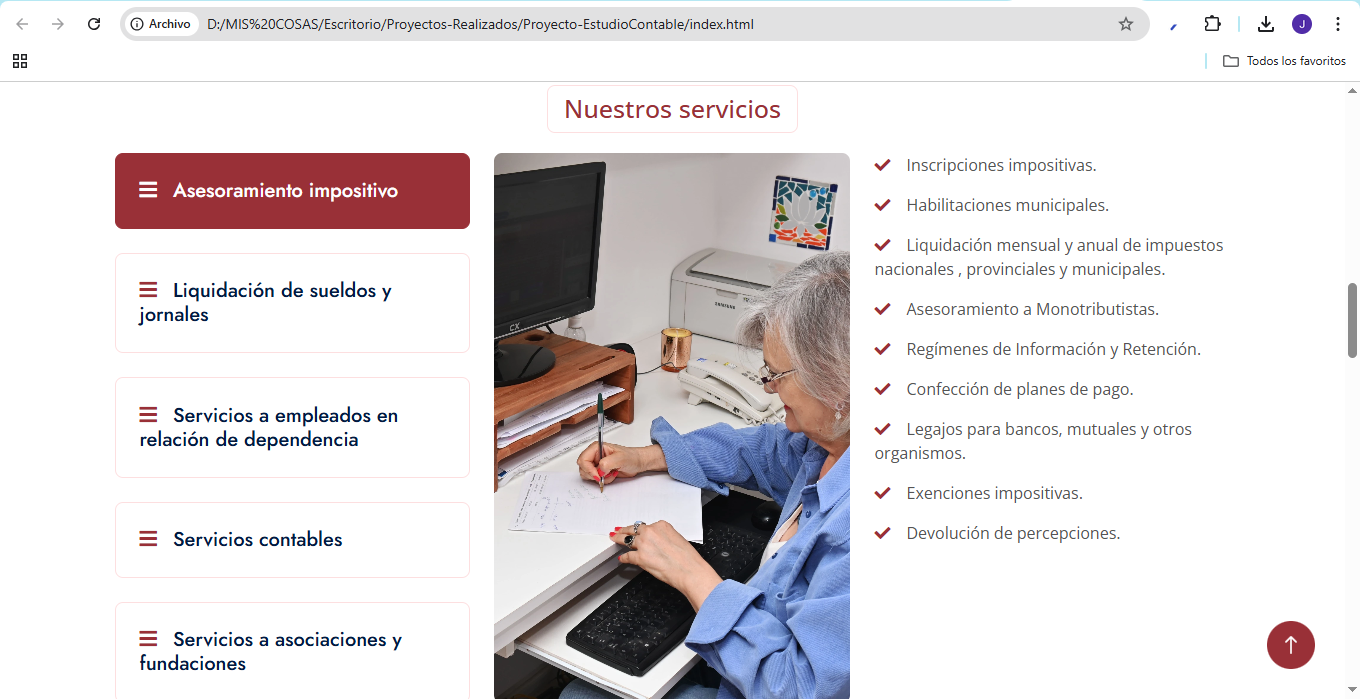 Archivo
D:/MIS%20COSAS/Escritorio/Proyectos-Realizados/Proyecto-EstudioContable/index.html
J
Todos los favoritos
Nuestros servicios
Asesoramiento impositivo
Liquidación de sueldos y
jornales
Servicios a empleados en
relación de dependencia
Servicios contables
Servicios a asociaciones y
fundaciones
CX
SAMSUNG
Inscripciones impositivas.
Habilitaciones municipales.
Liquidación mensual y anual de impuestos
nacionales , provinciales y municipales.
Asesoramiento a Monotributistas.
Regímenes de Información y Retención.
Confección de planes de pago.
Legajos para bancos, mutuales y otros
organismos.
Exenciones impositivas.
Devolución de percepciones.